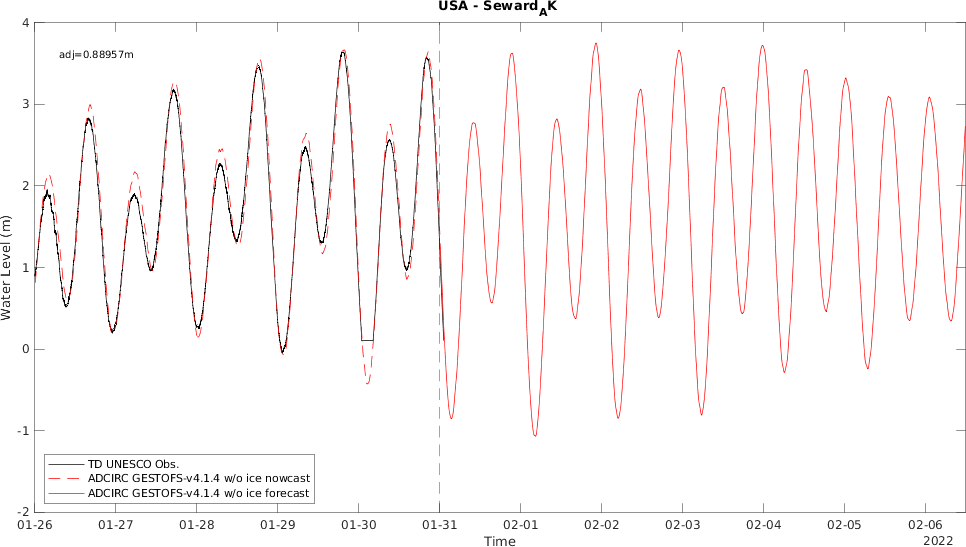 USA - Seward_AK
4
adj=0.88957m
3
2
1
0
-1
-2
Water Level (m)
TD UNESCO Obs.
ADCIRC GESTOFS-v4.1.4 w/o ice nowcast
ADCIRC GESTOFS-v4.1.4 w/o ice forecast
01-26 01-27 01-28 01-29 01-30 01-31 02-01 02-02 02-03 02-04 02-05 02-06
Time
2022